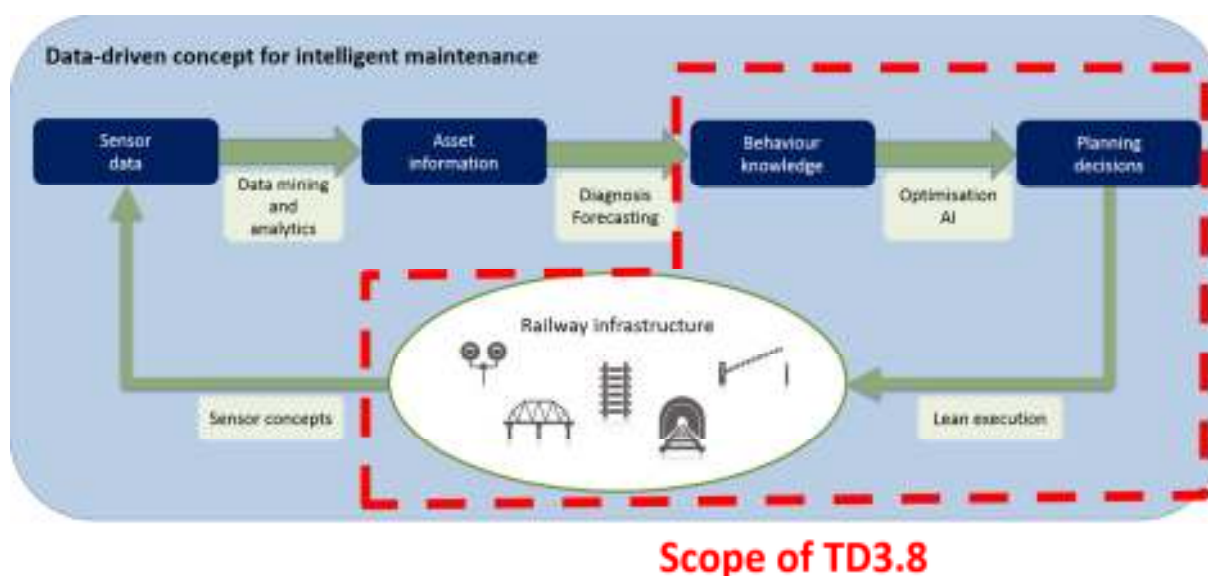 Data-driven concept for intelligent maintenance
Sensor
data
Asset
information
Behaviour
knowledge
Planning
decisions
Data mining
and
analytics
Diagnosis
Forecasting
Optimisation
AI
Railway infrastructure
Sensor concepts
Lean execution
Scope of TD3.8